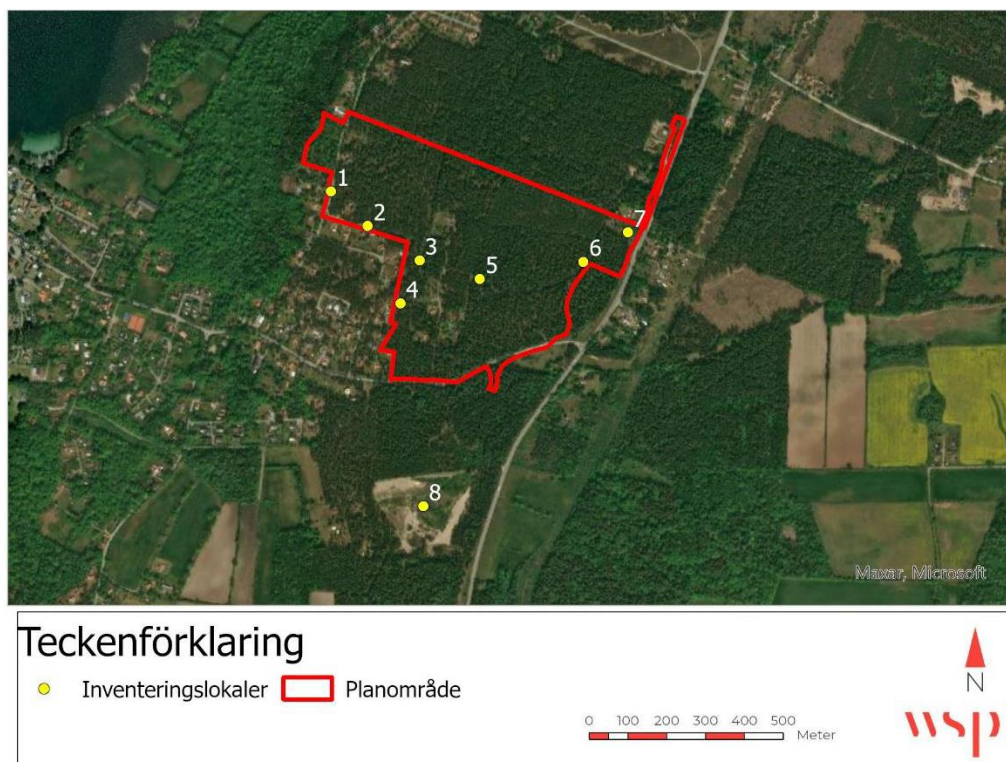 1
2
3
4
5
6
7
8
Maxar, Microsoft
Teckenförklaring
Inventeringslokaler Planområde
N
0 100 200 300 400 500
Meter
wsp